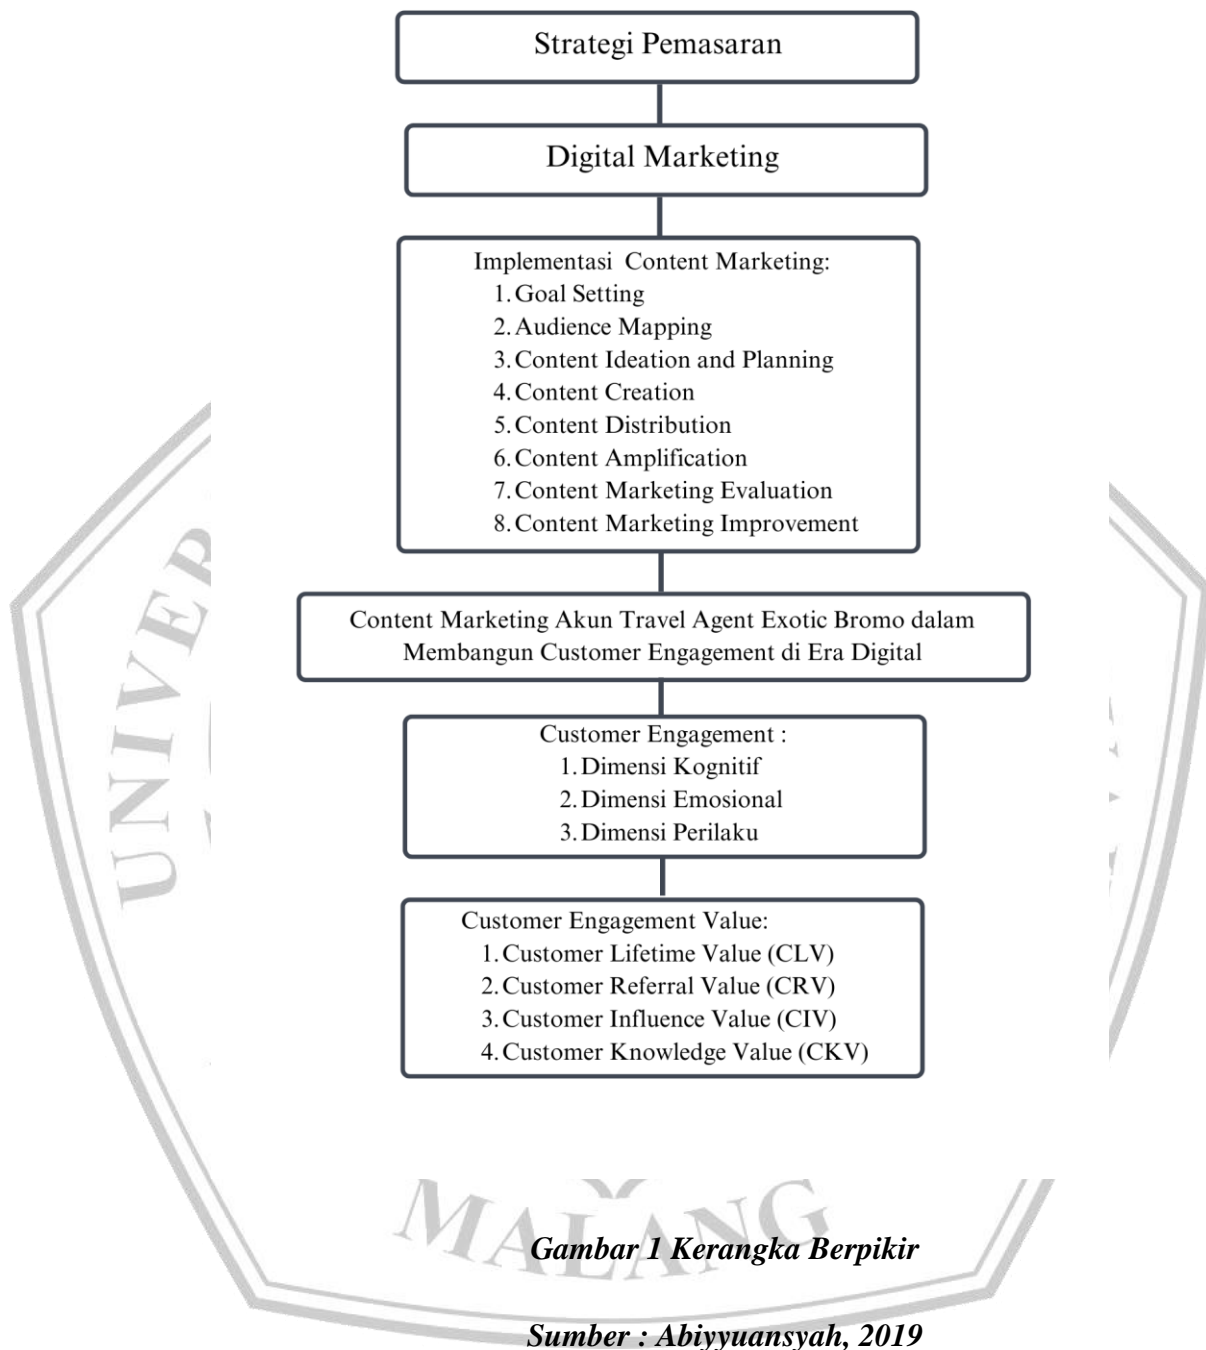 Strategi Pemasaran
Digital Marketing
Implementasi Content Marketing:
1. Goal Setting
2. Audience Mapping
3. Content Ideation and Planning
4. Content Creation
5. Content Distribution
6. Content Amplification
7. Content Marketing Evaluation
8. Content Marketing Improvement
Content Marketing Akun Travel Agent Exotic Bromo dalam
Membangun Customer Engagement di Era Digital
Customer Engagement :
1. Dimensi Kognitif
2. Dimensi Emosional
3. Dimensi Perilaku
Customer Engagement Value:
1. Customer Lifetime Value (CLV)
2. Customer Referral Value (CRV)
3. Customer Influence Value (CIV)
4. Customer Knowledge Value (CKV)
MALANG
Gambar 1 Kerangka Berpikir
Sumber : Abiyyuansyah, 2019